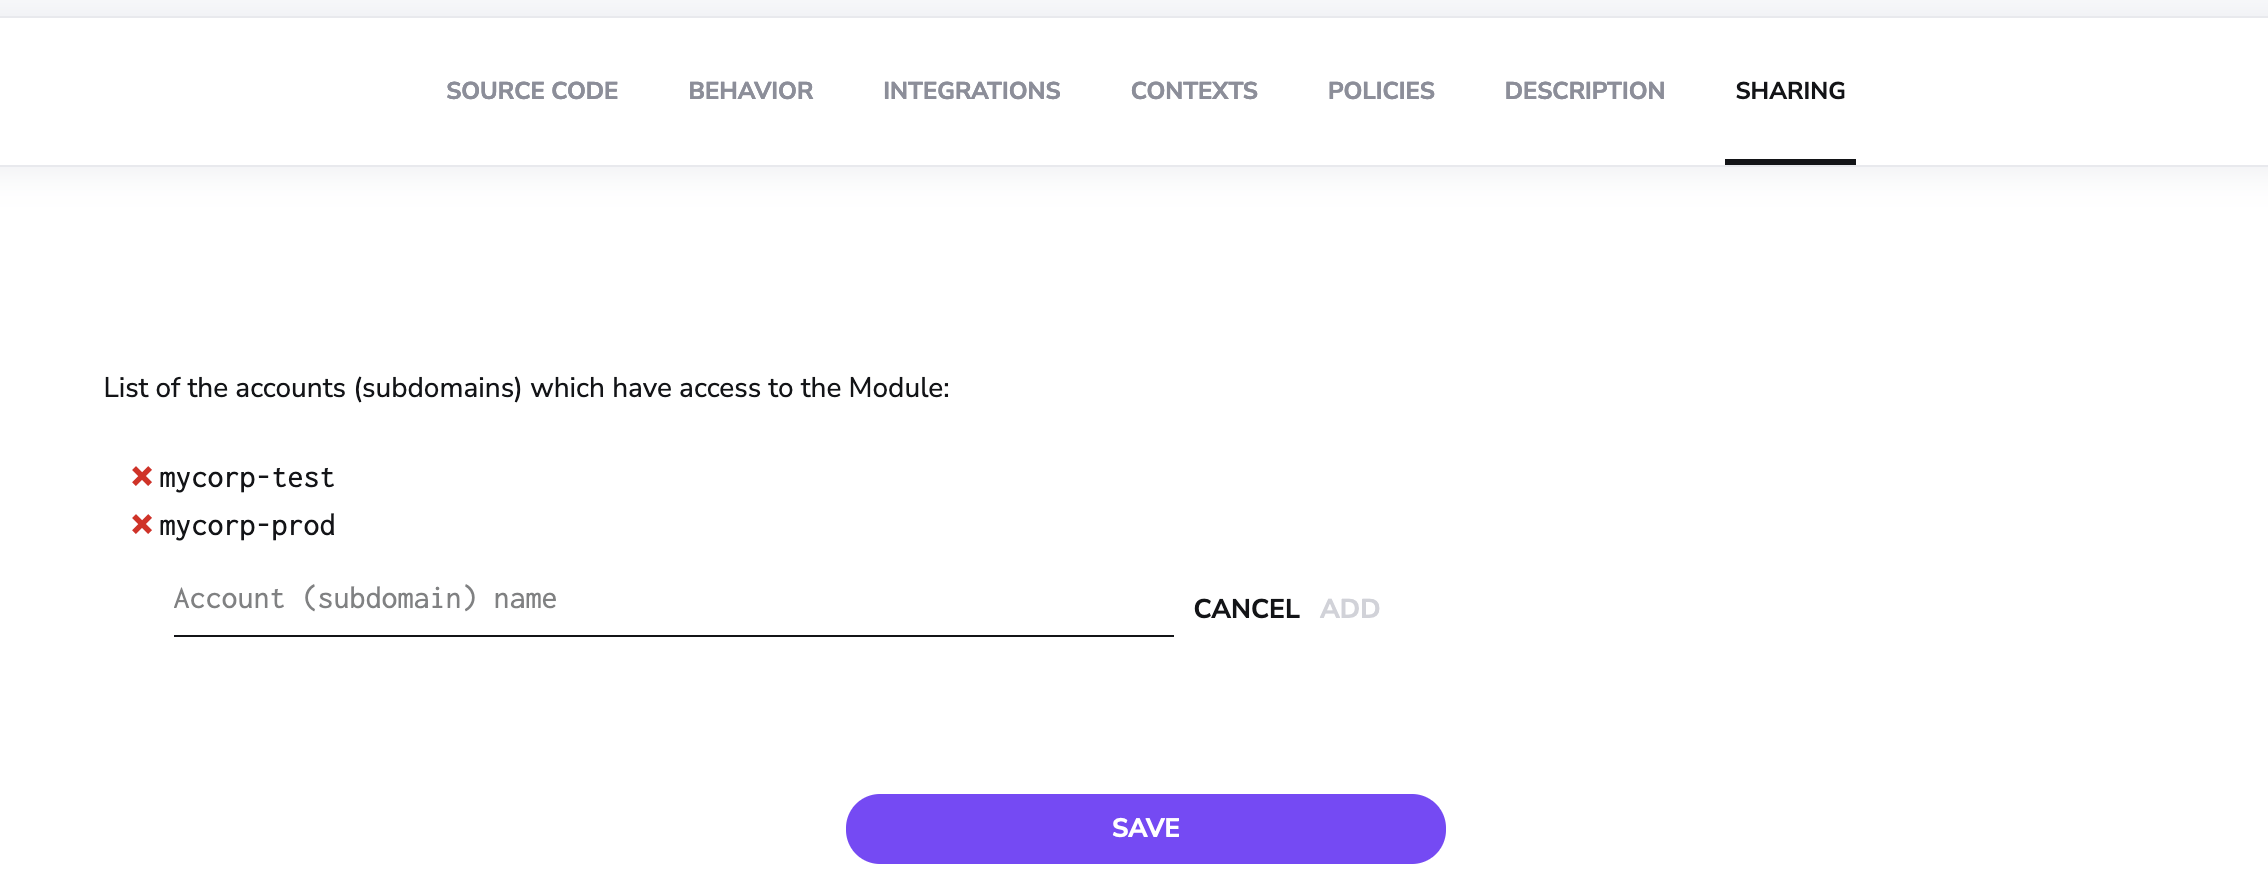 SOURCE CODE BEHAVIOR INTEGRATIONS CONTEXTS POLICIES DESCRIPTION SHARING
List of the accounts (subdomains) which have access to the Module:
mycorp-test
mycorp-prod
Account (subdomain) name CANCEL ADD
SAVE